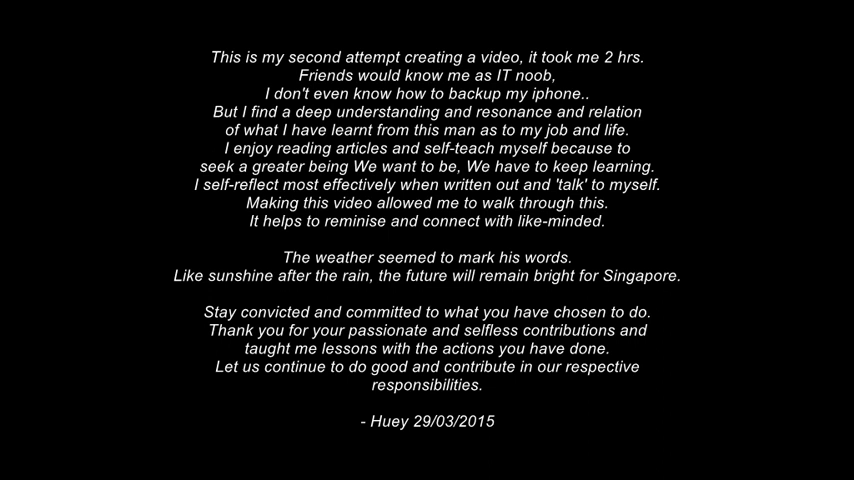 This is my second attempt creating a video, it took me 2 hrs.
Friends would know me as IT noob,
I don't even know how to backup my iphone..
But I find a deep understanding and resonance and relation
of what I have learnt from this man as to my job and life.
I enjoy reading articles and self-teach myself because to
seek a greater being We want to be, We have to keep learning.
I self-reflect most effectively when written out and 'talk' to myself.
Making this video allowed me to walk through this.
It helps to reminise and connect with like-minded.
The weather seemed to mark his words.
Like sunshine after the rain, the future will remain bright for Singapore.
Stay convicted and committed to what you have chosen to do.
Thank you for your passionate and selfless contributions and
taught me lessons with the actions you have done.
Let us continue to do good and contribute in our respective
responsibilities.
- Huey 29/03/2015